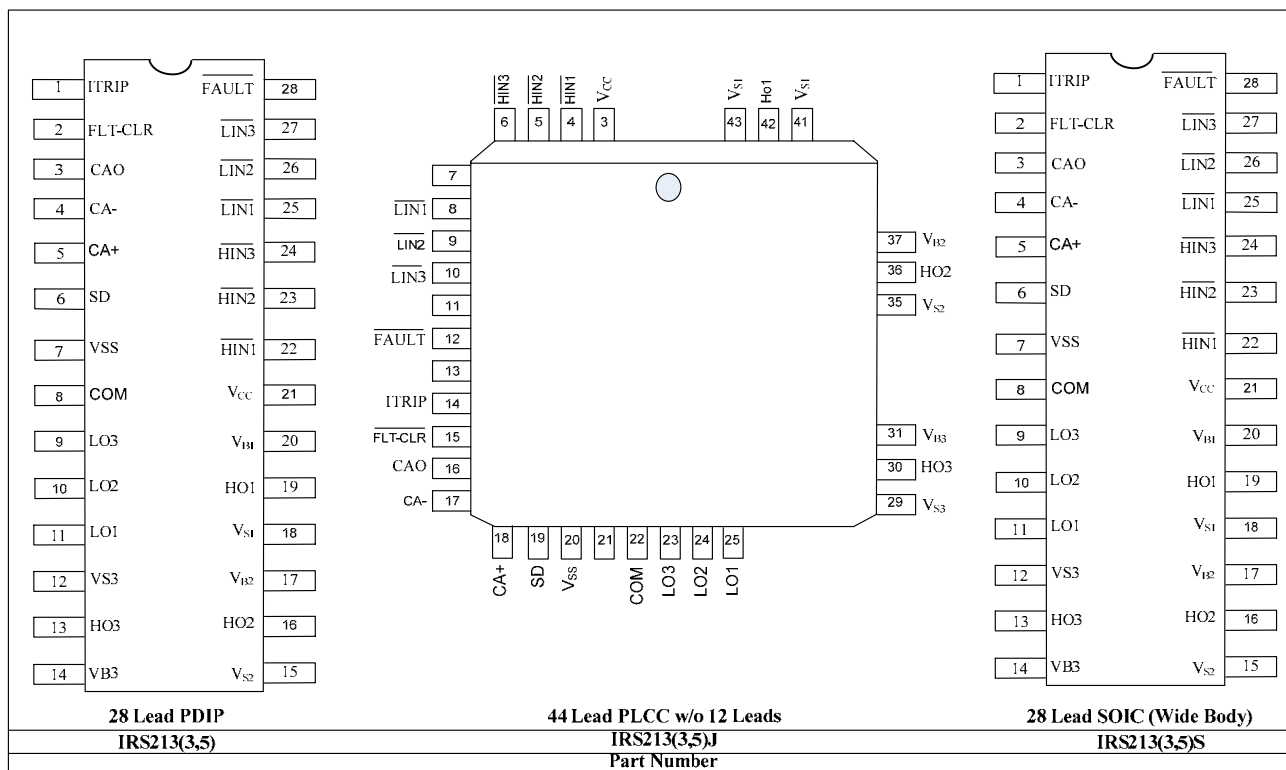 1 ITRIP FAULT 28
2 FLT-CLR LIN3 27
3 CAO LIN2 26
4 CA- LIN1 25
5 CA+ HIN3 24
6 SD HIN2 23
7 VSS HIN1 22
8 COM VCC 21
9 LO3 VB1 20
10 LO2 HO1 19
11 LO1 VS1 18
12 VS3 VB2 17
13 HO3 HO2 16
14 VB3 VS2 15
28 Lead PDIP
IRS213(3,5)
HIN3 HIN2 HIN1 VCC VS1 Ho1 VS1
6 5 4 3 43 42 41
7
LIN1 8
LIN2 9
LIN3 10
11
FAULT 12
13
ITRIP 14
FLT-CLR 15
CAO 16
CA- 17
37 VB2
36 HO2
35 VS2
31 VB3
30 HO3
29 VS3
18 19 20 21 22 23 24 25
CA+ SD VSS COM LO3 LO2 LO1
44 Lead PLCC w/o 12 Leads
IRS213(3,5)J
Part Number
1 ITRIP FAULT 28
2 FLT-CLR LIN3 27
3 CAO LIN2 26
4 CA- LIN1 25
5 CA+ HIN3 24
6 SD HIN2 23
7 VSS HIN1 22
8 COM VCC 21
9 LO3 VB1 20
10 LO2 HO1 19
11 LO1 VS1 18
12 VS3 VB2 17
13 HO3 HO2 16
14 VB3 VS2 15
28 Lead SOIC (Wide Body)
IRS213(3,5)S